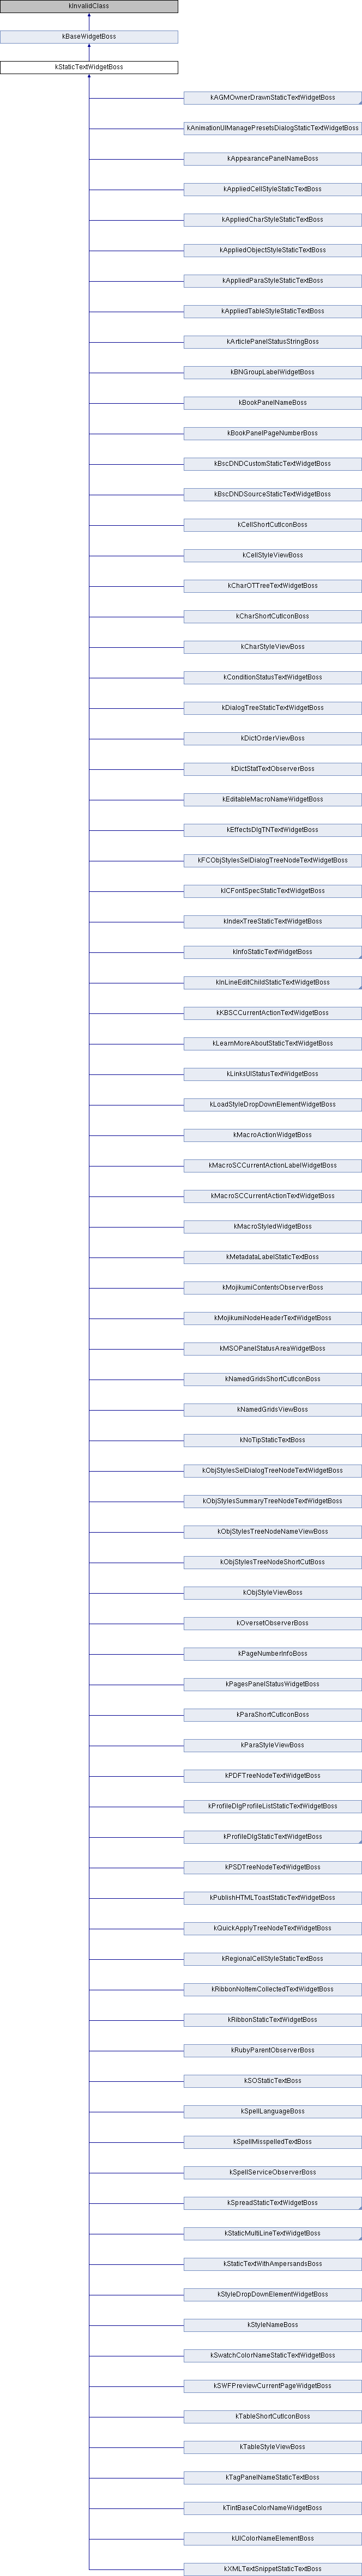 kInvalidClass
kBaseWidgetBoss
kStaticTextWidgetBoss
kAGMOwnerDrawnStaticTextWidgetBoss
kAnimationUIManagePresetsDialogStaticTextWidgetBoss
kAppearancePanelNameBoss
kAppliedCellStyleStaticTextBoss
kAppliedCharStyleStaticTextBoss
kAppliedObjectStyleStaticTextBoss
kAppliedParaStyleStaticTextBoss
kAppliedTableStyleStaticTextBoss
kArticlePanelStatusStringBoss
kBNGroupLabelWidgetBoss
kBookPanelNameBoss
kBookPanelPageNumberBoss
kBscDNDCustomStaticTextWidgetBoss
kBscDNDSourceStaticTextWidgetBoss
kCellShortCutIconBoss
kCellStyleViewBoss
kCharOTTreeTextWidgetBoss
kCharShortCutIconBoss
kCharStyleViewBoss
kConditionStatusTextWidgetBoss
kDialogTreeStaticTextWidgetBoss
kDictOrderViewBoss
kDictStatTextObserverBoss
kEditableMacroNameWidgetBoss
kEffectsDlgTNTextWidgetBoss
kFCObjStylesSelDialogTreeNodeTextWidgetBoss
kICFontSpecStaticTextWidgetBoss
kIndexTreeStaticTextWidgetBoss
kInfoStaticTextWidgetBoss
kInLineEditChildStaticTextWidgetBoss
kKBSCCurrentActionTextWidgetBoss
kLearnMoreAboutStaticTextWidgetBoss
kLinksUIStatusTextWidgetBoss
kLoadStyleDropDownElementWidgetBoss
kMacroActionWidgetBoss
kMacroSCCurrentActionLabelWidgetBoss
kMacroSCCurrentActionTextWidgetBoss
kMacroStyledWidgetBoss
kMetadataLabelStaticTextBoss
kMojikumiContentsObserverBoss
kMojikumiNodeHeaderTextWidgetBoss
kMSOPanelStatusAreaWidgetBoss
kNamedGridsShortCutIconBoss
kNamedGridsViewBoss
kNoTipStaticTextBoss
kObjStylesSelDialogTreeNodeTextWidgetBoss
kObjStylesSummaryTreeNodeTextWidgetBoss
kObjStylesTreeNodeNameViewBoss
kObjStylesTreeNodeShortCutBoss
kObjStyleViewBoss
kOversetObserverBoss
kPageNumberInfoBoss
kPagesPanelStatusWidgetBoss
kParaShortCutIconBoss
kParaStyleViewBoss
kPDFTreeNodeTextWidgetBoss
kProfileDlgProfileListStaticTextWidgetBoss
kProfileDlgStaticTextWidgetBoss
kPSDTreeNodeTextWidgetBoss
kPublishHTMLToastStaticTextWidgetBoss
kQuickApplyTreeNodeTextWidgetBoss
kRegionalCellStyleStaticTextBoss
kRibbonNoItemCollectedTextWidgetBoss
kRibbonStaticTextWidgetBoss
kRubyParentObserverBoss
kSOStaticTextBoss
kSpellLanguageBoss
kSpellMisspelledTextBoss
kSpellServiceObserverBoss
kSpreadStaticTextWidgetBoss
kStaticMultiLineTextWidgetBoss
kStaticTextWithAmpersandsBoss
kStyleDropDownElementWidgetBoss
kStyleNameBoss
kSwatchColorNameStaticTextWidgetBoss
kSWFPreviewCurrentPageWidgetBoss
kTableShortCutIconBoss
kTableStyleViewBoss
kTagPanelNameStaticTextBoss
kTintBaseColorNameWidgetBoss
kUIColorNameElementBoss
kXMLTextSnippetStaticTextBoss